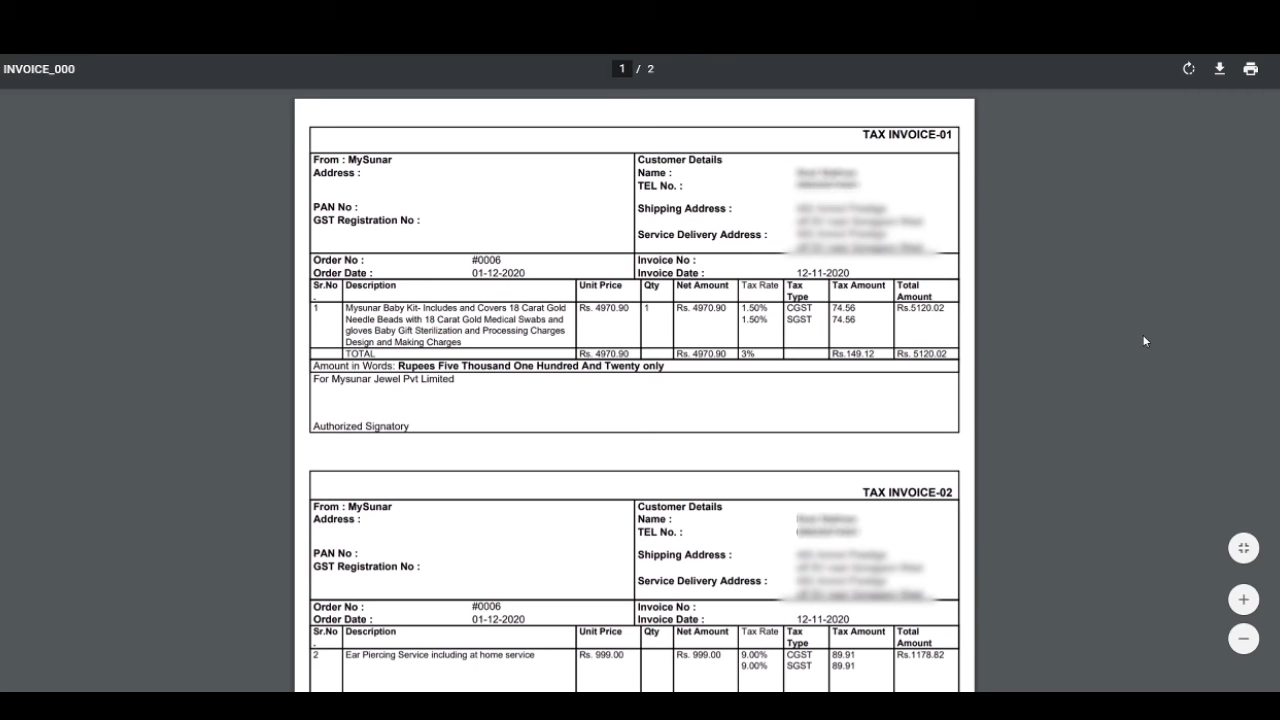 INVOICE_000
1 / 2
TAX INVOICE-01
From : MySunar
Address :
PAN No :
GST Registration No :
Customer Details
Name :
TEL No. :
Shipping Address :
Service Delivery Address :
Order No : #0006
Order Date : 01-12-2020
Invoice No :
Invoice Date : 12-11-2020
Sr.No . Description Unit Price Qty Net Amount Tax Rate Tax Type Tax Amount Total Amount
1 Mysunar Baby Kit- Includes and Covers 18 Carat Gold Rs. 4970.90 1 Rs. 4970.90 1.50% CGST 74.56 Rs.5120.02
Needle Beads with 18 Carat Gold Medical Swabs and 1.50% SGST 74.56
gloves Baby Gift Sterilization and Processing Charges
Design and Making Charges
TOTAL Rs. 4970.90 Rs. 4970.90 3% Rs.149.12 Rs. 5120.02
Amount in Words: Rupees Five Thousand One Hundred And Twenty only
For Mysunar Jewel Pvt Limited
Authorized Signatory
TAX INVOICE-02
From : MySunar
Address :
PAN No :
GST Registration No :
Customer Details
Name :
TEL No. :
Shipping Address :
Service Delivery Address :
Order No : #0006
Order Date : 01-12-2020
Invoice No :
Invoice Date : 12-11-2020
Sr.No . Description Unit Price Qty Net Amount Tax Rate Tax Type Tax Amount Total Amount
2 Ear Piercing Service including at home service Rs. 999.00 Rs. 999.00 9.00% CGST 89.91 Rs.1178.82
9.00% SGST 89.91